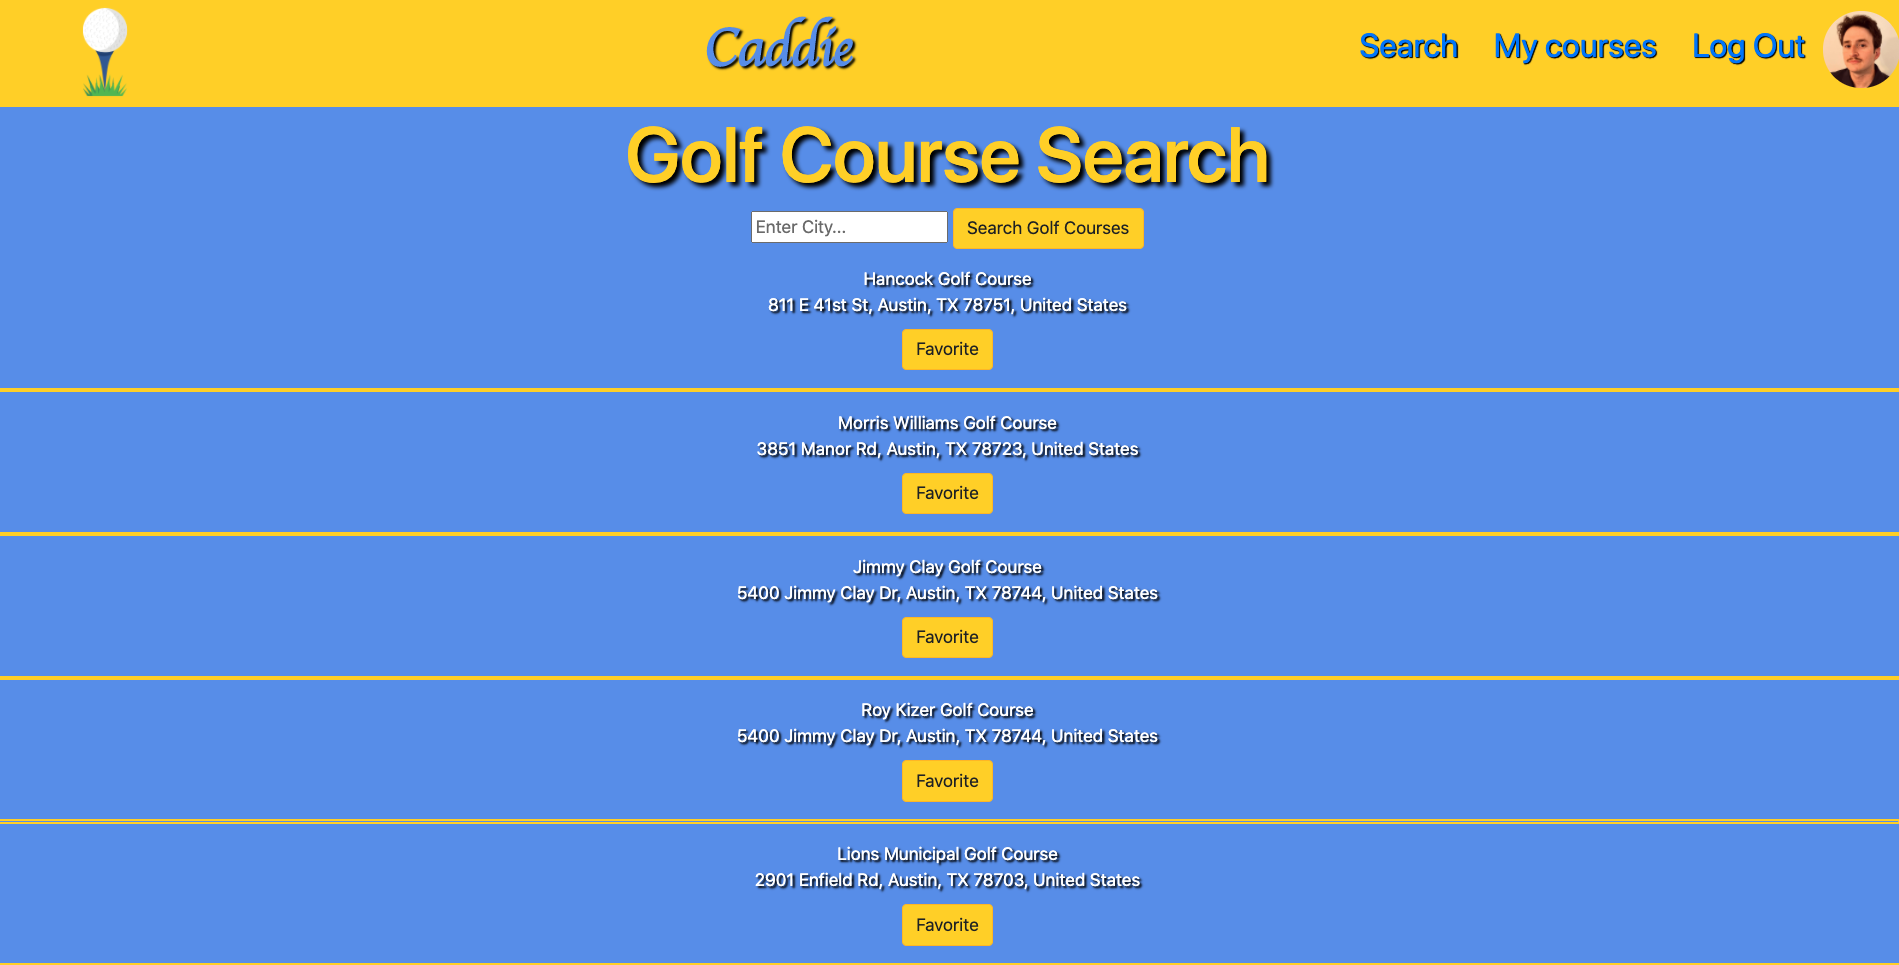 Caddie
Search My courses Log Out
Golf Course Search
Enter City...
Search Golf Courses
Hancock Golf Course
811 E 41st St, Austin, TX 78751, United States
Favorite
Morris Williams Golf Course
3851 Manor Rd, Austin, TX 78723, United States
Favorite
Jimmy Clay Golf Course
5400 Jimmy Clay Dr, Austin, TX 78744, United States
Favorite
Roy Kizer Golf Course
5400 Jimmy Clay Dr, Austin, TX 78744, United States
Favorite
Lions Municipal Golf Course
2901 Enfield Rd, Austin, TX 78703, United States
Favorite